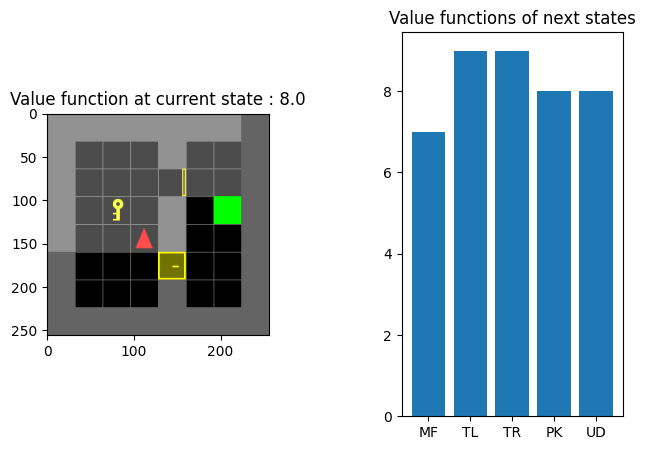 Value function at current state : 8.0
0
50
100
150
200
250
0
100
200
Value functions of next states
8
6
4
2
0
MF
TL
TR
PK
UD